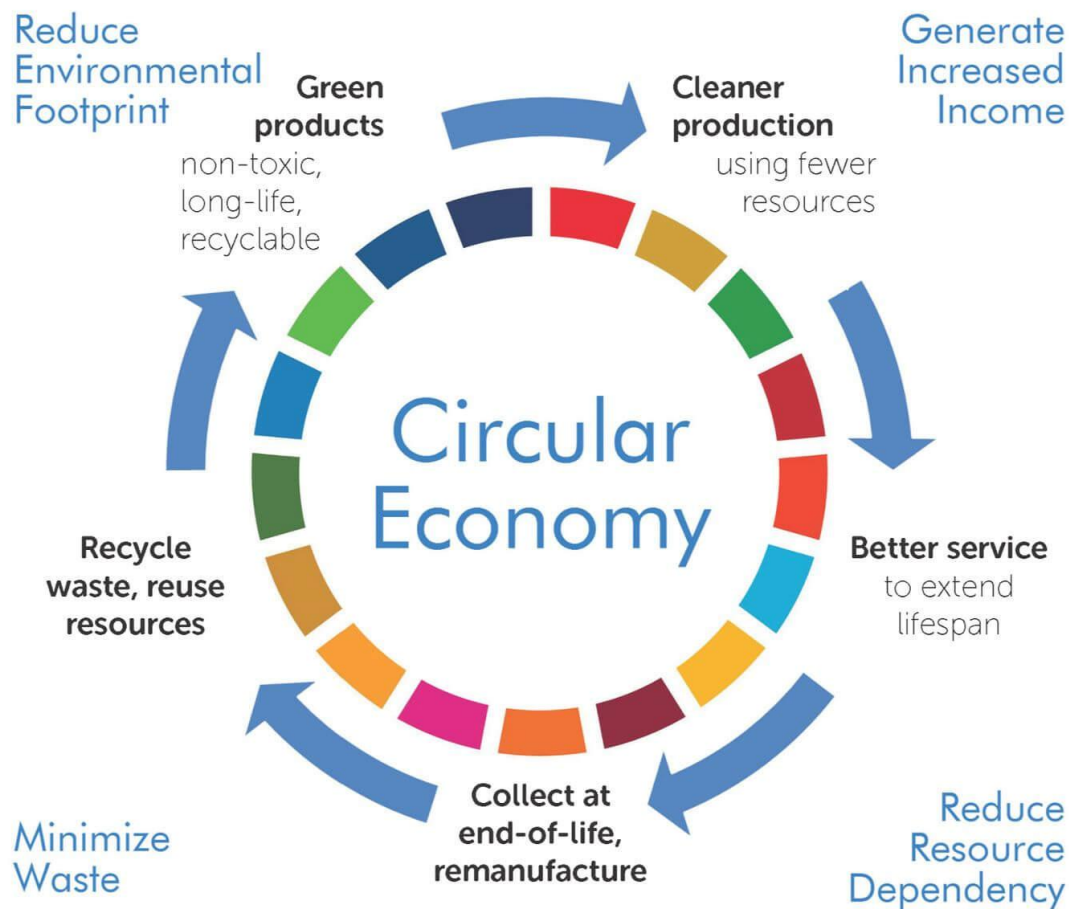 Reduce
Environmental
Footprint
Generate
Increased
Income
Green
products
non-toxic,
long-life,
recyclable
Cleaner
production
using fewer
resources
Circular
Economy
Recycle
waste, reuse
resources
Better service
to extend
lifespan
Collect at
end-of-life,
remanufacture
Minimize
Waste
Reduce
Resource
Dependency